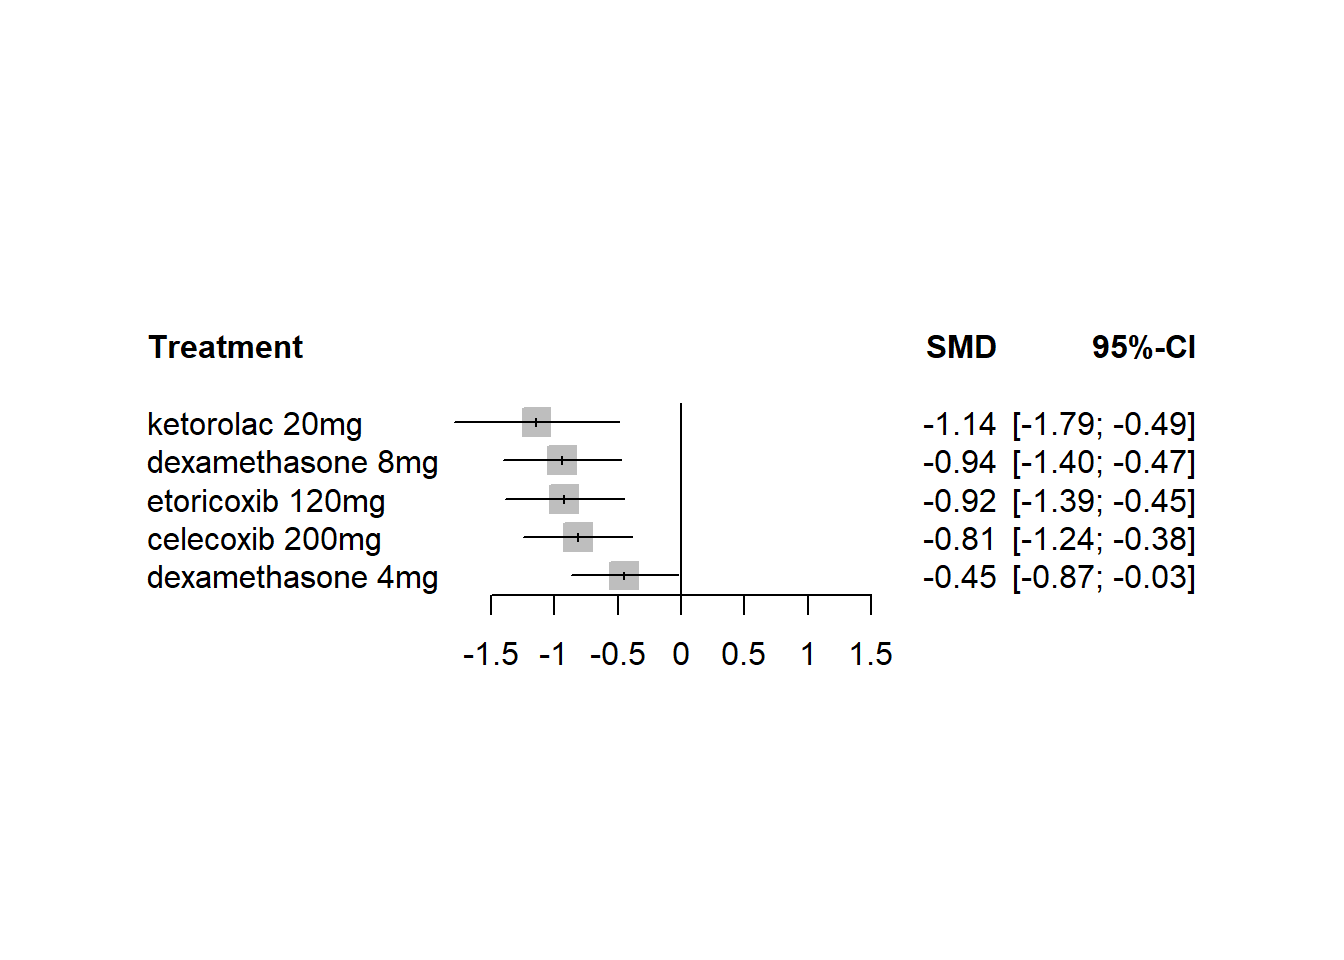 Treatment SMD 95%-CI
ketorolac 20mg -1.14 [-1.79; -0.49]
dexamethasone 8mg -0.94 [-1.40; -0.47]
etoricoxib 120mg -0.92 [-1.39; -0.45]
celecoxib 200mg -0.81 [-1.24; -0.38]
dexamethasone 4mg -0.45 [-0.87; -0.03]
-1.5 -1 -0.5 0 0.5 1 1.5